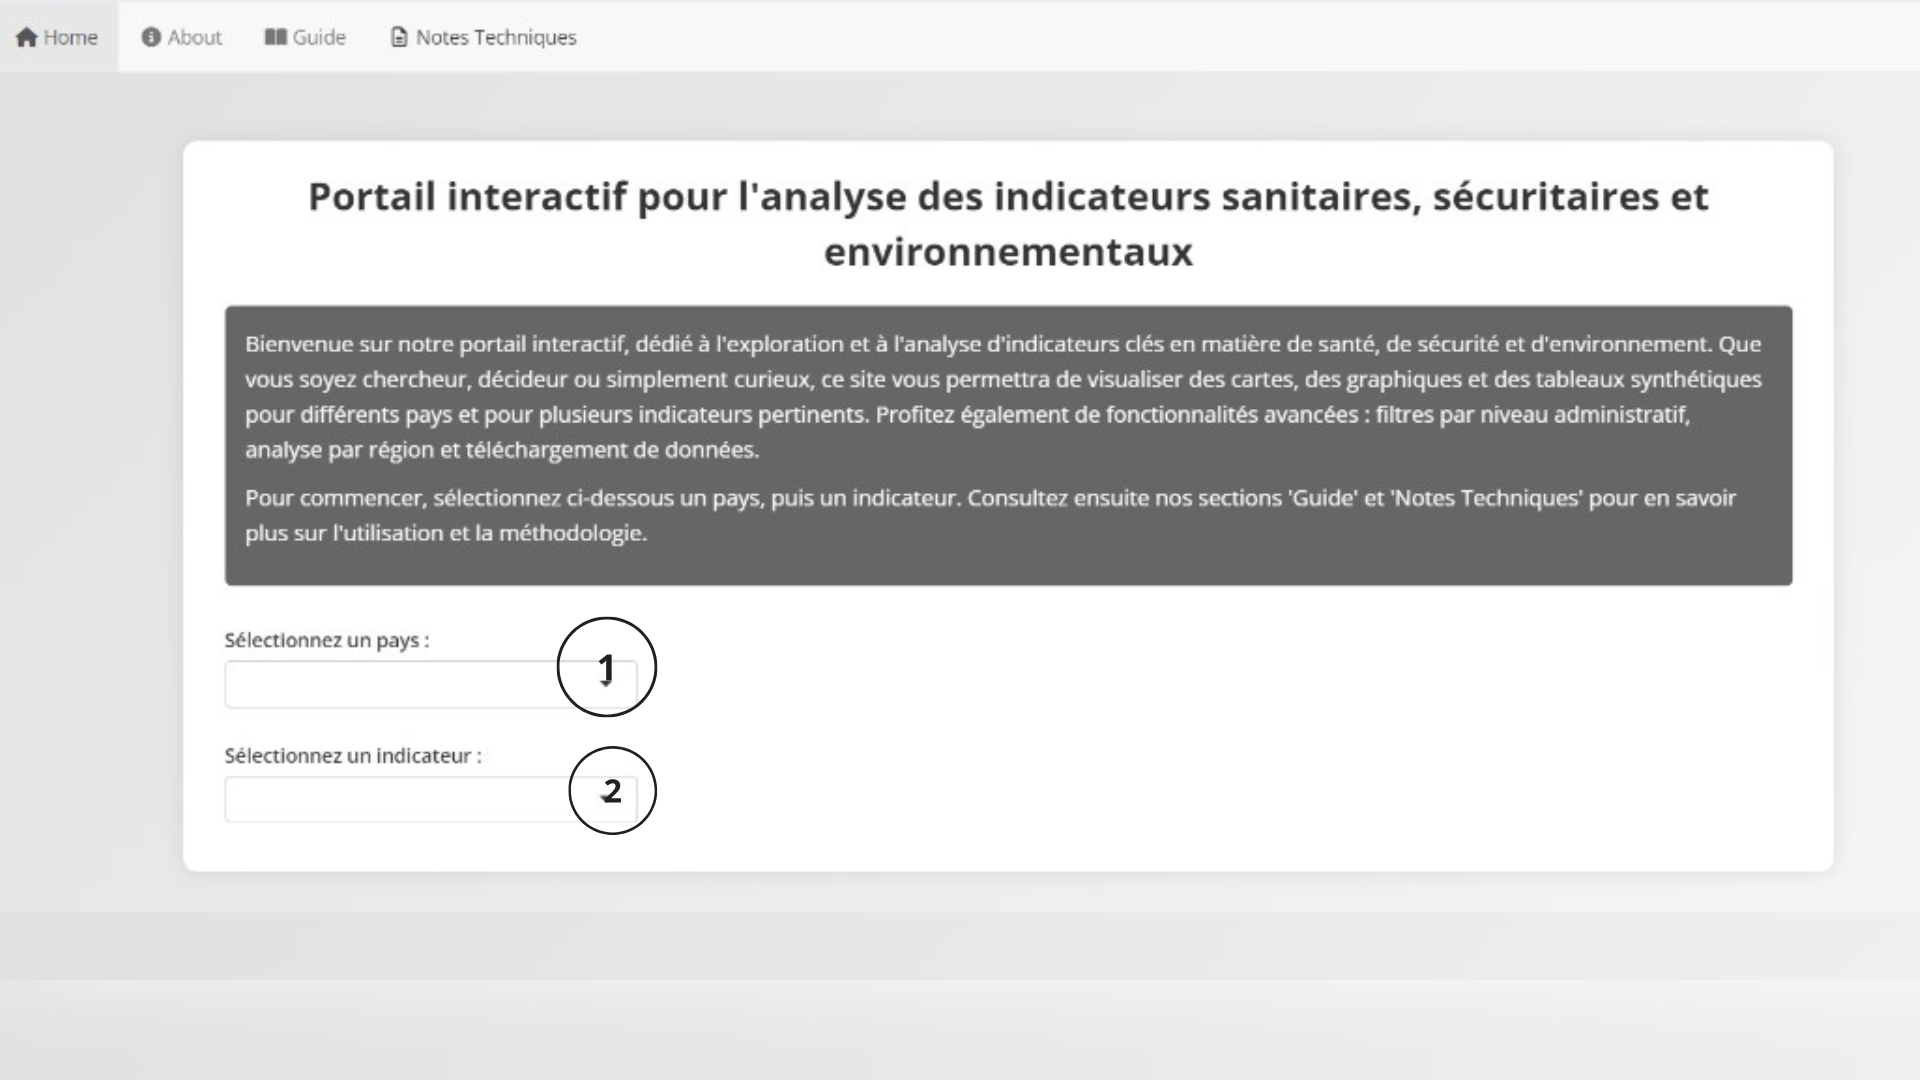 Home About Guide Notes Techniques
Portail interactif pour l'analyse des indicateurs sanitaires, sécuritaires et
environnementaux
Bienvenue sur notre portail interactif, dédié à l'exploration et à l'analyse d'indicateurs clés en matière de santé, de sécurité et d'environnement. Que
vous soyez chercheur, décideur ou simplement curieux, ce site vous permettra de visualiser des cartes, des graphiques et des tableaux synthétiques
pour différents pays et pour plusieurs indicateurs pertinents. Profitez également de fonctionnalités avancées : filtres par niveau administratif,
analyse par région et téléchargement de données.
Pour commencer, sélectionnez ci-dessous un pays, puis un indicateur. Consultez ensuite nos sections 'Guide' et 'Notes Techniques' pour en savoir
plus sur l'utilisation et la méthodologie.
Sélectionnez un pays :
1
Sélectionnez un indicateur :
2